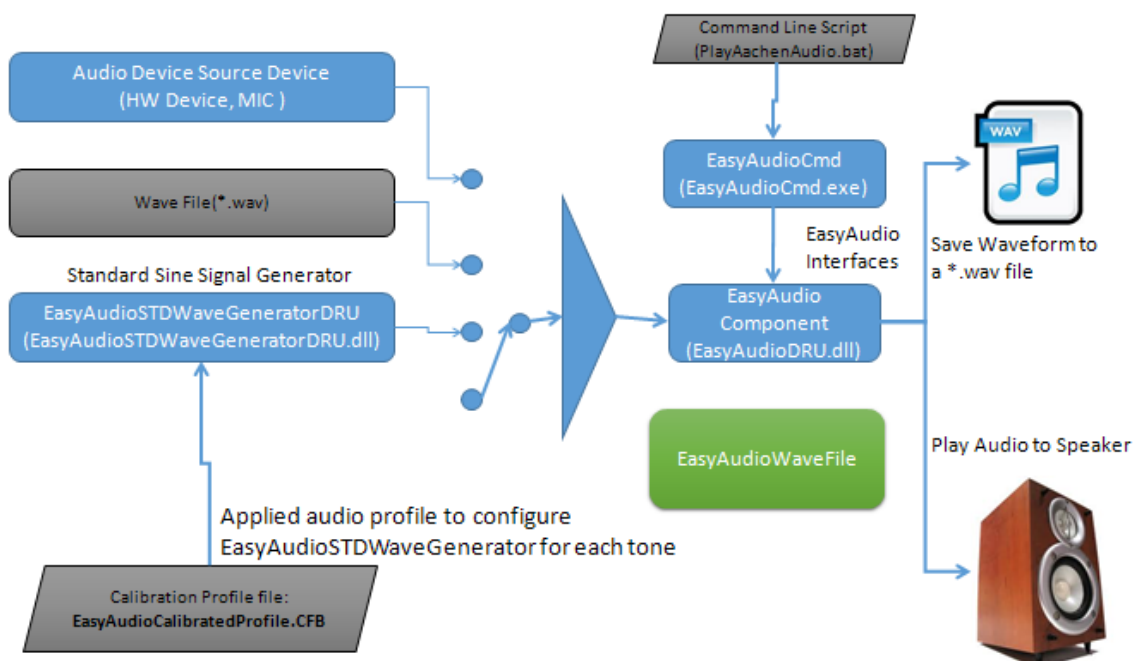 Command Line Script
(PlayAachenAudio.bat)
Audio Device Source Device
(HW Device, MIC )
WAV
EasyAudioCmd
(EasyAudioCmd.exe)
Wave File(*.wav)
EasyAudio
Interfaces
Save Waveform to
a *.wav file
Standard Sine Signal Generator
EasyAudioSTDWaveGeneratorDRU
(EasyAudioSTDWaveGeneratorDRU.dll)
EasyAudio
Component
(EasyAudioDRU.dll)
EasyAudioWaveFile
Play Audio to Speaker
Applied audio profile to configure
EasyAudioSTDWaveGenerator for each tone
Calibration Profile file:
EasyAudioCalibratedProfile.CFB